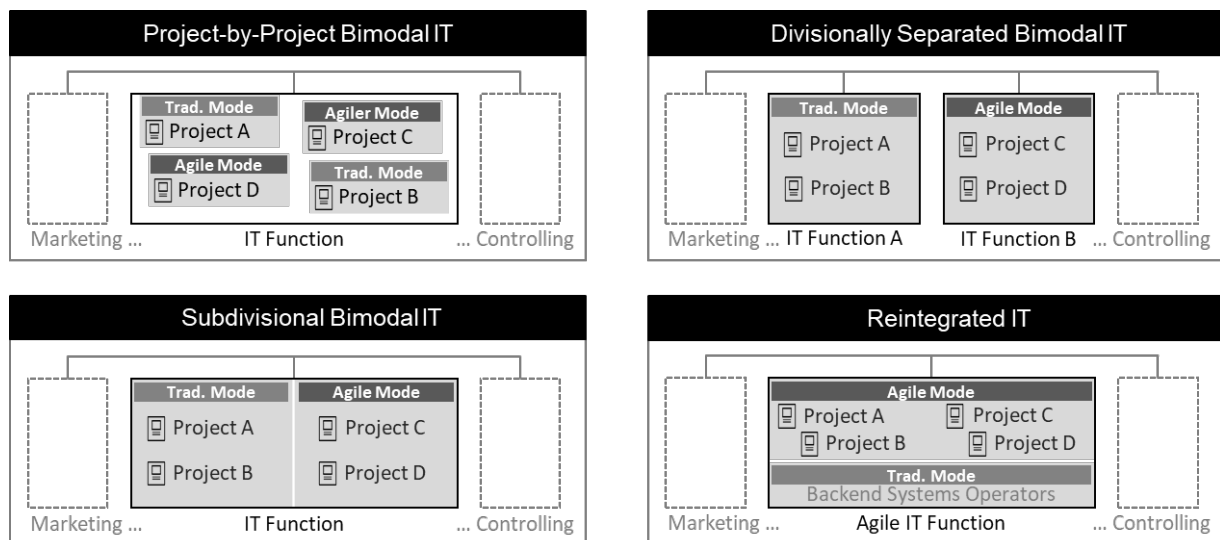 Project-by-Project Bimodal IT
Trad. Mode
Project A
Agiler Mode
Project C
Agile Mode
Project D
Trad. Mode
Project B
Marketing ... IT Function ... Controlling
Divisionally Separated Bimodal IT
Trad. Mode
Project A
Project B
Agile Mode
Project C
Project D
Marketing ... IT Function A IT Function B ... Controlling
Subdivisional Bimodal IT
Trad. Mode
Project A
Project B
Agile Mode
Project C
Project D
Marketing ... IT Function ... Controlling
Reintegrated IT
Agile Mode
Project A Project C
Project B Project D
Trad. Mode
Backend Systems Operators
Marketing ... Agile IT Function ... Controlling